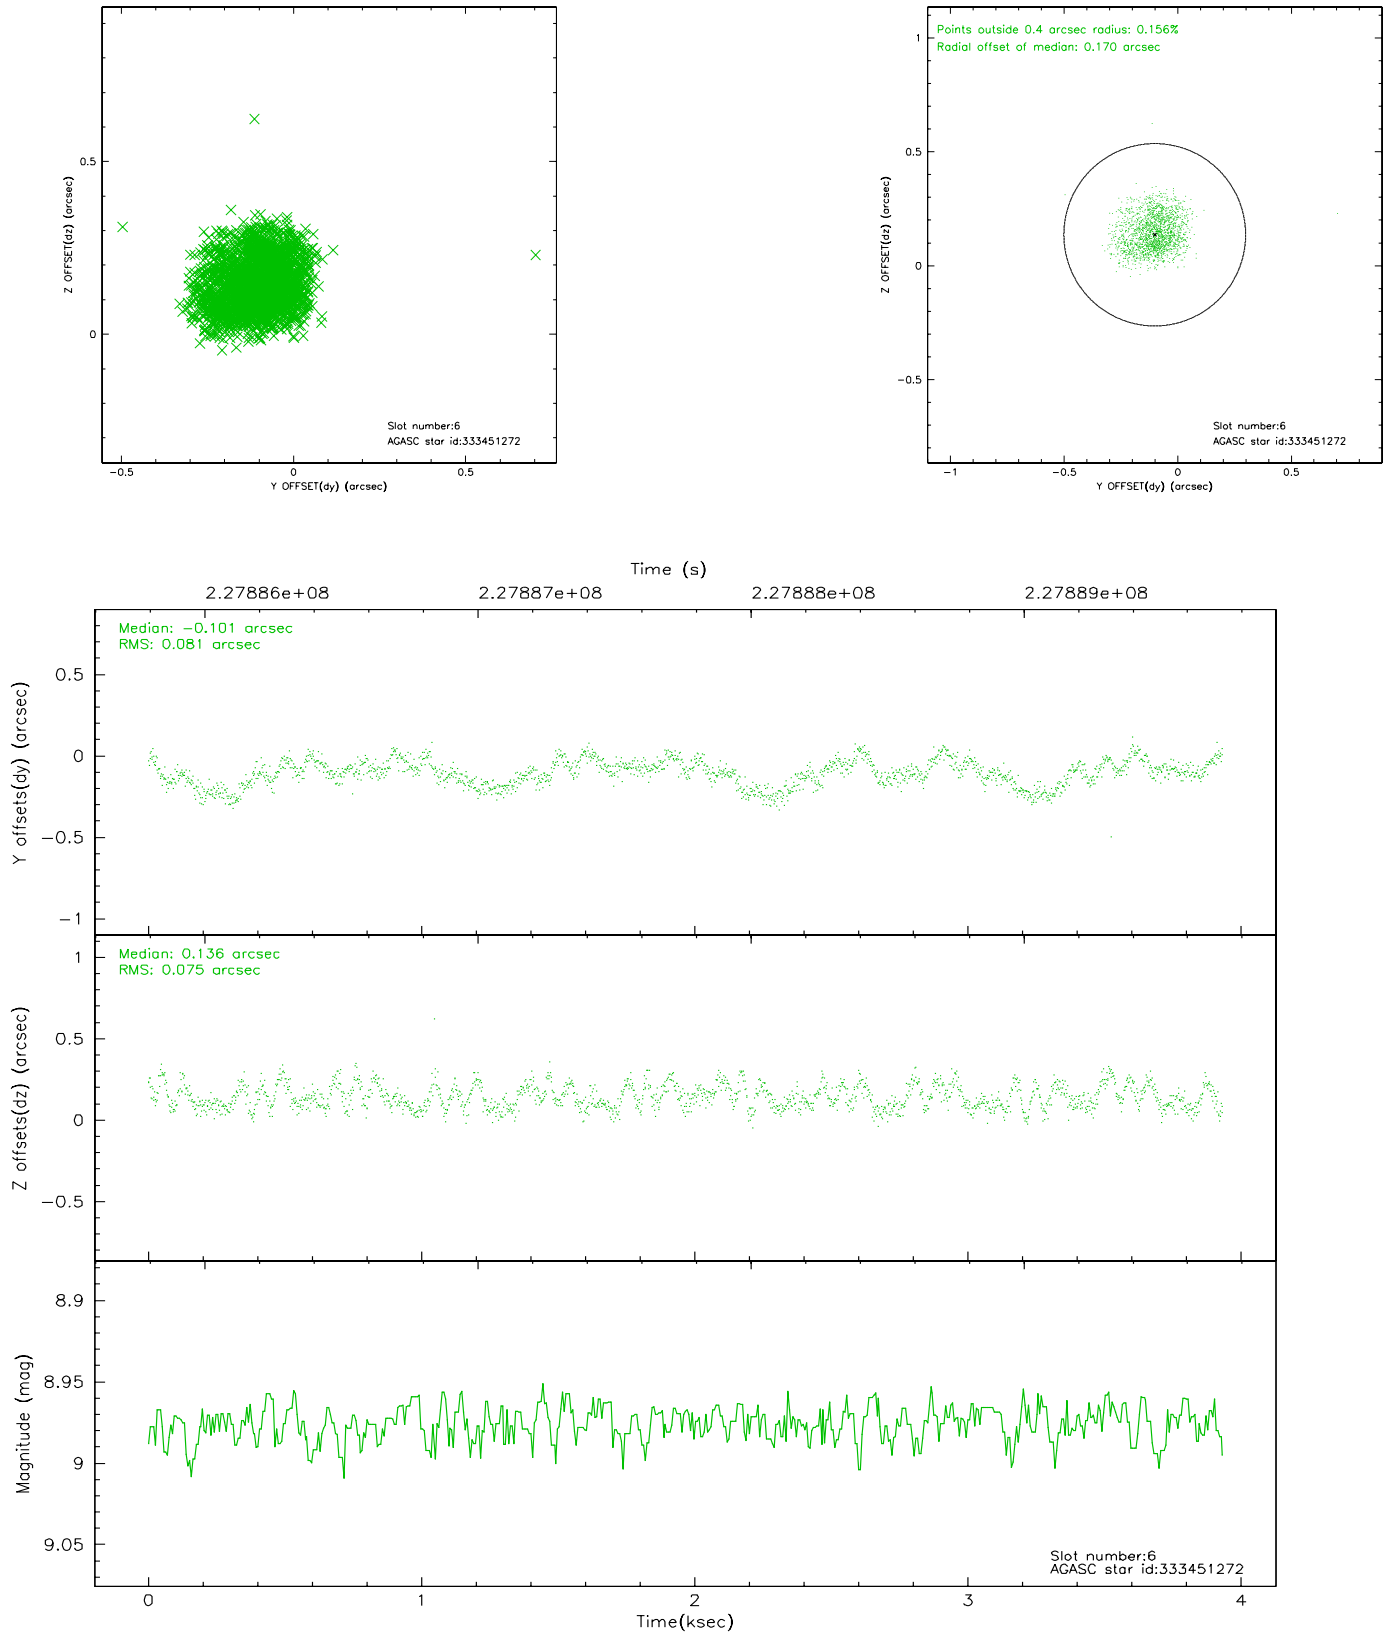 0.5
0
Z OFFSET(dz) (arcsec)
Slot number:6
AGASC star id:333451272
−0.5 0 0.5
Y OFFSET(dy) (arcsec)
Points outside 0.4 arcsec radius: 0.156%
Radial offset of median: 0.170 arcsec
1
0.5
0
−0.5
Z OFFSET(dz) (arcsec)
Slot number:6
AGASC star id:333451272
−1 −0.5 0 0.5
Y OFFSET(dy) (arcsec)
Time (s)
2.27886e+08 2.27887e+08 2.27888e+08 2.27889e+08
Median: −0.101 arcsec
RMS: 0.081 arcsec
0.5
0
−0.5
−1
Y offsets(dy) (arcsec)
Median: 0.136 arcsec
RMS: 0.075 arcsec
1
0.5
0
−0.5
Z offsets(dz) (arcsec)
8.9
8.95
9
9.05
Magnitude (mag)
Slot number:6
AGASC star id:333451272
0 1 2 3 4
Time(ksec)